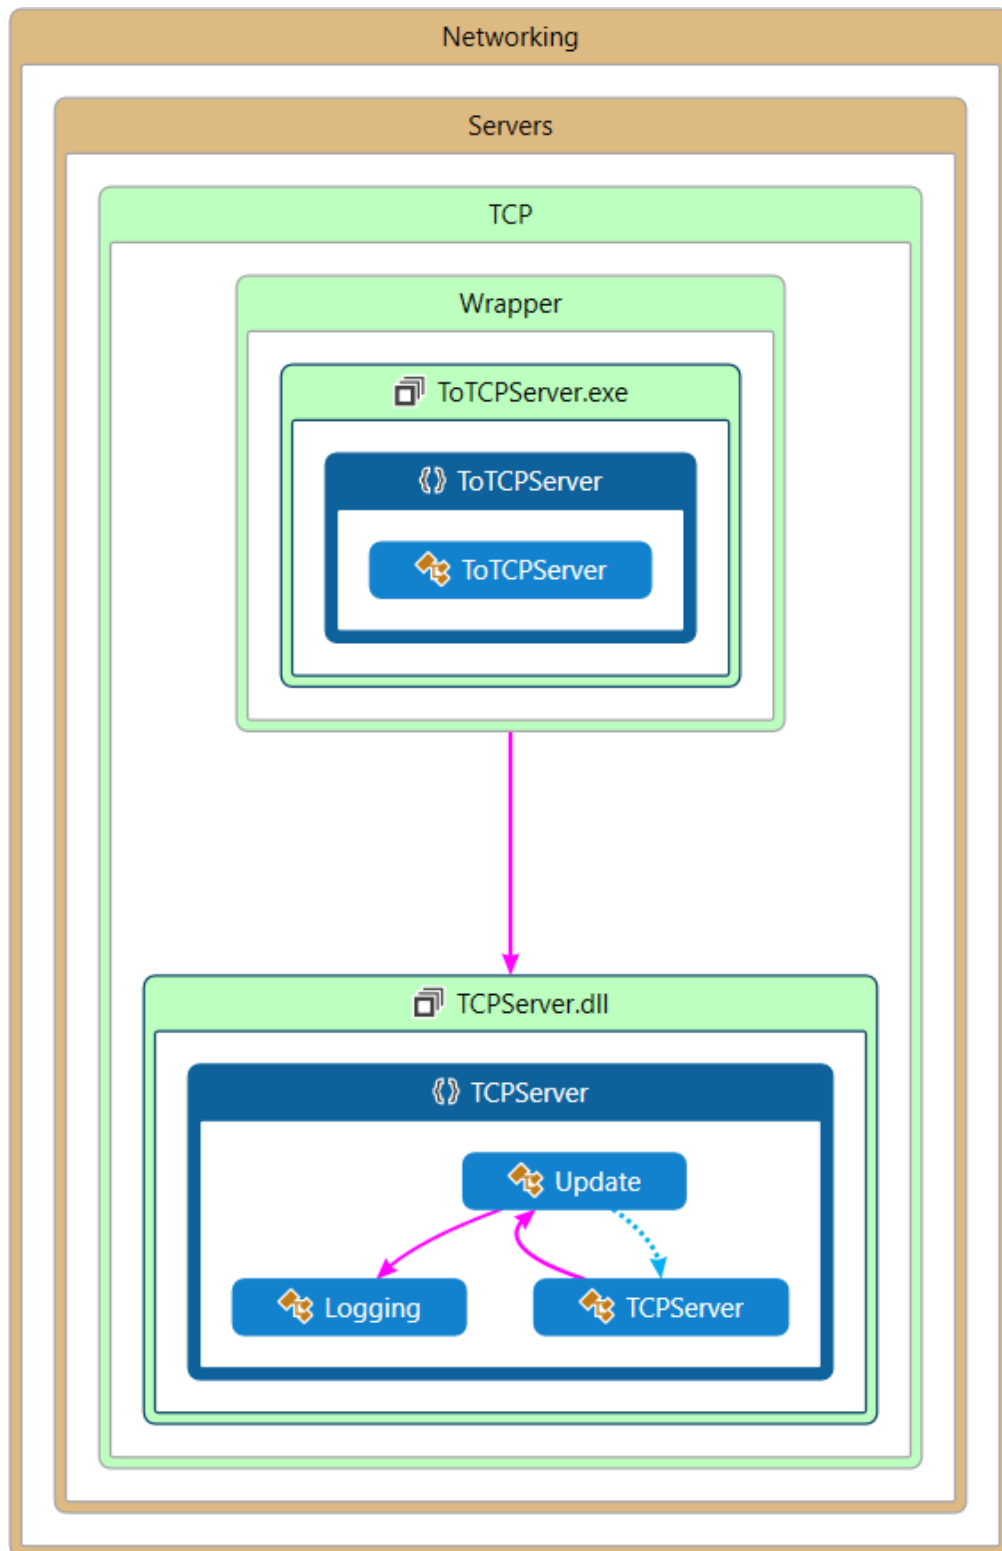 Networking
Servers
TCP
Wrapper
ToTCPServer.exe
ToTCPServer
ToTCPServer
TCPServer.dll
TCPServer
Update
Logging
TCPServer